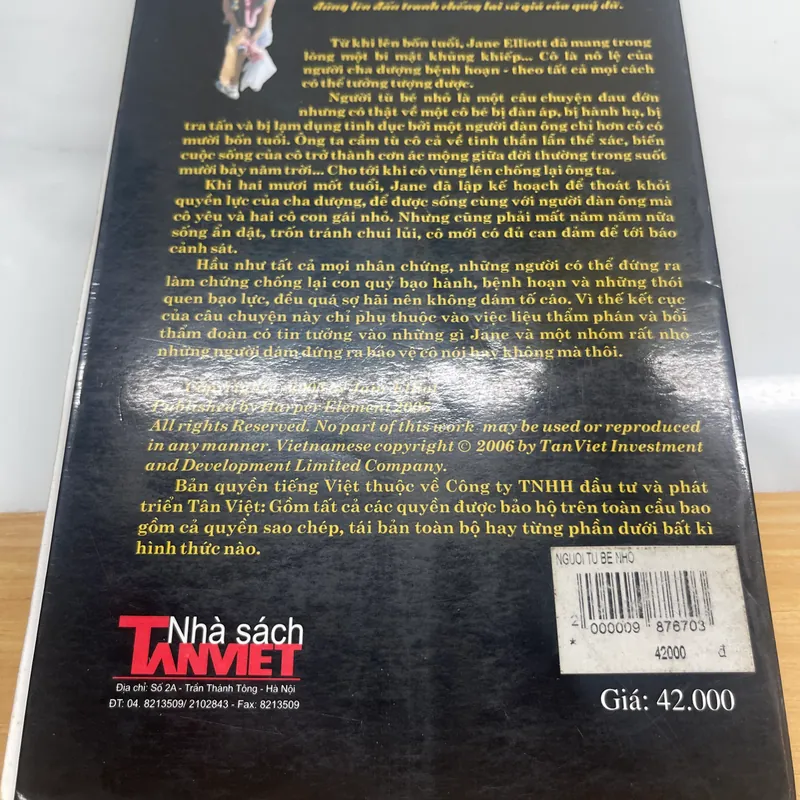 đứng lên đấu tranh chống lại sứ giả của quỷ dữ.
Từ khi lên bốn tuổi, Jane Elliott đã mang trong
lòng một bí mật khủng khiếp... Cô là nô lệ của
người cha dượng bệnh hoạn - theo tất cả mọi cách
có thể tưởng tượng được.
Người tù bé nhỏ là một câu chuyện đau đớn
nhưng có thật về một cô bé bị đàn áp, bị hành hạ, bị
tra tấn và bị lạm dụng tình dục bởi một người đàn ông chỉ hơn cô có
mười bốn tuổi. Ông ta cầm tù cô cả về tinh thần lẫn thể xác, biến
cuộc sống của cô trở thành cơn ác mộng giữa đời thường trong suốt
mười bảy năm trời... Cho tới khi cô vùng lên chống lại ông ta.
Khi hai mươi mốt tuổi, Jane đã lập kế hoạch để thoát khỏi
quyền lực của cha dượng, để được sống cùng với người đàn ông mà
cô yêu và hai cô con gái nhỏ. Nhưng cũng phải mất năm năm nữa
sống ẩn dật, trốn tránh chui lủi, cô mới có đủ can đảm để tới báo
cảnh sát.
Hầu như tất cả mọi nhân chứng, những người có thể đứng ra
làm chứng chống lại con quỷ bạo hành, bệnh hoạn và những thói
quen bạo lực, đều quá sợ hãi nên không dám tố cáo. Vì thế kết cục
của câu chuyện này chỉ phụ thuộc vào việc liệu thẩm phán và bồi
thẩm đoàn có tin tưởng vào những gì Jane và một nhóm rất nhỏ
những người dám đứng ra bảo vệ cô nói hay không mà thôi.
Published by Harper Element 2005
All rights Reserved. No part of this work may be used or reproduced
in any manner. Vietnamese copyright © 2006 by TanViet Investment
and Development Limited Company.
Bản quyền tiếng Việt thuộc về Công ty TNHH đầu tư và phát
triển Tân Việt: Gồm tất cả các quyền được bảo hộ trên toàn cầu bao
gồm cả quyền sao chép, tái bản toàn bộ hay từng phần dưới bất kì
hình thức nào.
NGUOI TU BE NHO
2 000009 876703
* 42000 đ
Nhà sách
TANVIET
Địa chỉ: Số 2A - Trần Thánh Tông - Hà Nội
ĐT: 04. 8213509/ 2102843 - Fax: 8213509
Giá: 42.000